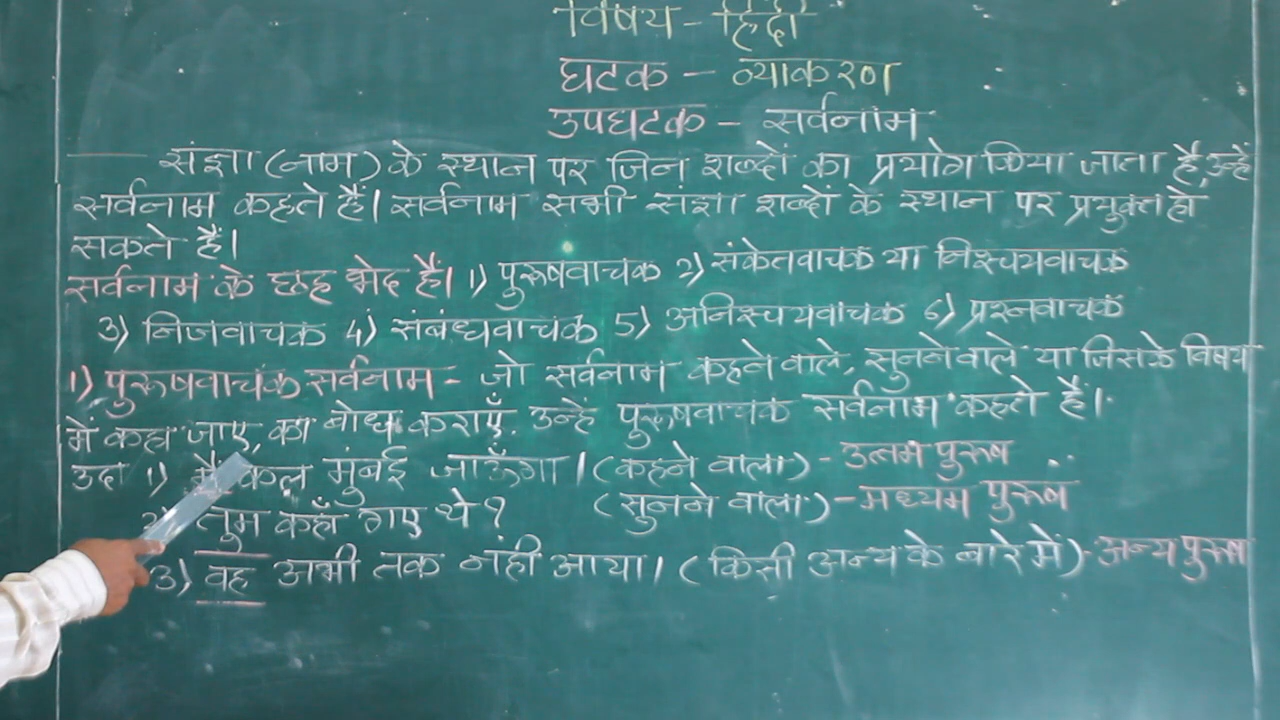 विषय - हिंदी
घटक - व्याकरण
उपघटक - सर्वनाम
संज्ञा (नाम) के स्थान पर जिन शब्दों का प्रयोग किया जाता है, उन्हें
सर्वनाम कहते हैं। सर्वनाम सभी संज्ञा शब्दों के स्थान पर प्रयुक्त हो
सकते हैं।
सर्वनाम के छह भेद हैं। 1) पुरूषवाचक 2) संकेतवाचक या निश्चयवाचक
3) निजवाचक 4) संबंधवाचक 5) अनिश्चयवाचक 6) प्रश्नवाचक
1) पुरूषवाचक सर्वनाम - जो सर्वनाम कहने वाले, सुनने वाले या जिसके विषय
में कहा जाए, का बोध कराएँ, उन्हें पुरूषवाचक सर्वनाम कहते हैं।
उदा 1) मैं कल मुंबई जाऊँगा। (कहने वाला) - उत्तम पुरूष
2) तुम कहाँ गए थे? (सुनने वाला) - मध्यम पुरूष
3) वह अभी तक नंही आया। (किसी अन्य के बारे में) - अन्य पुरूष